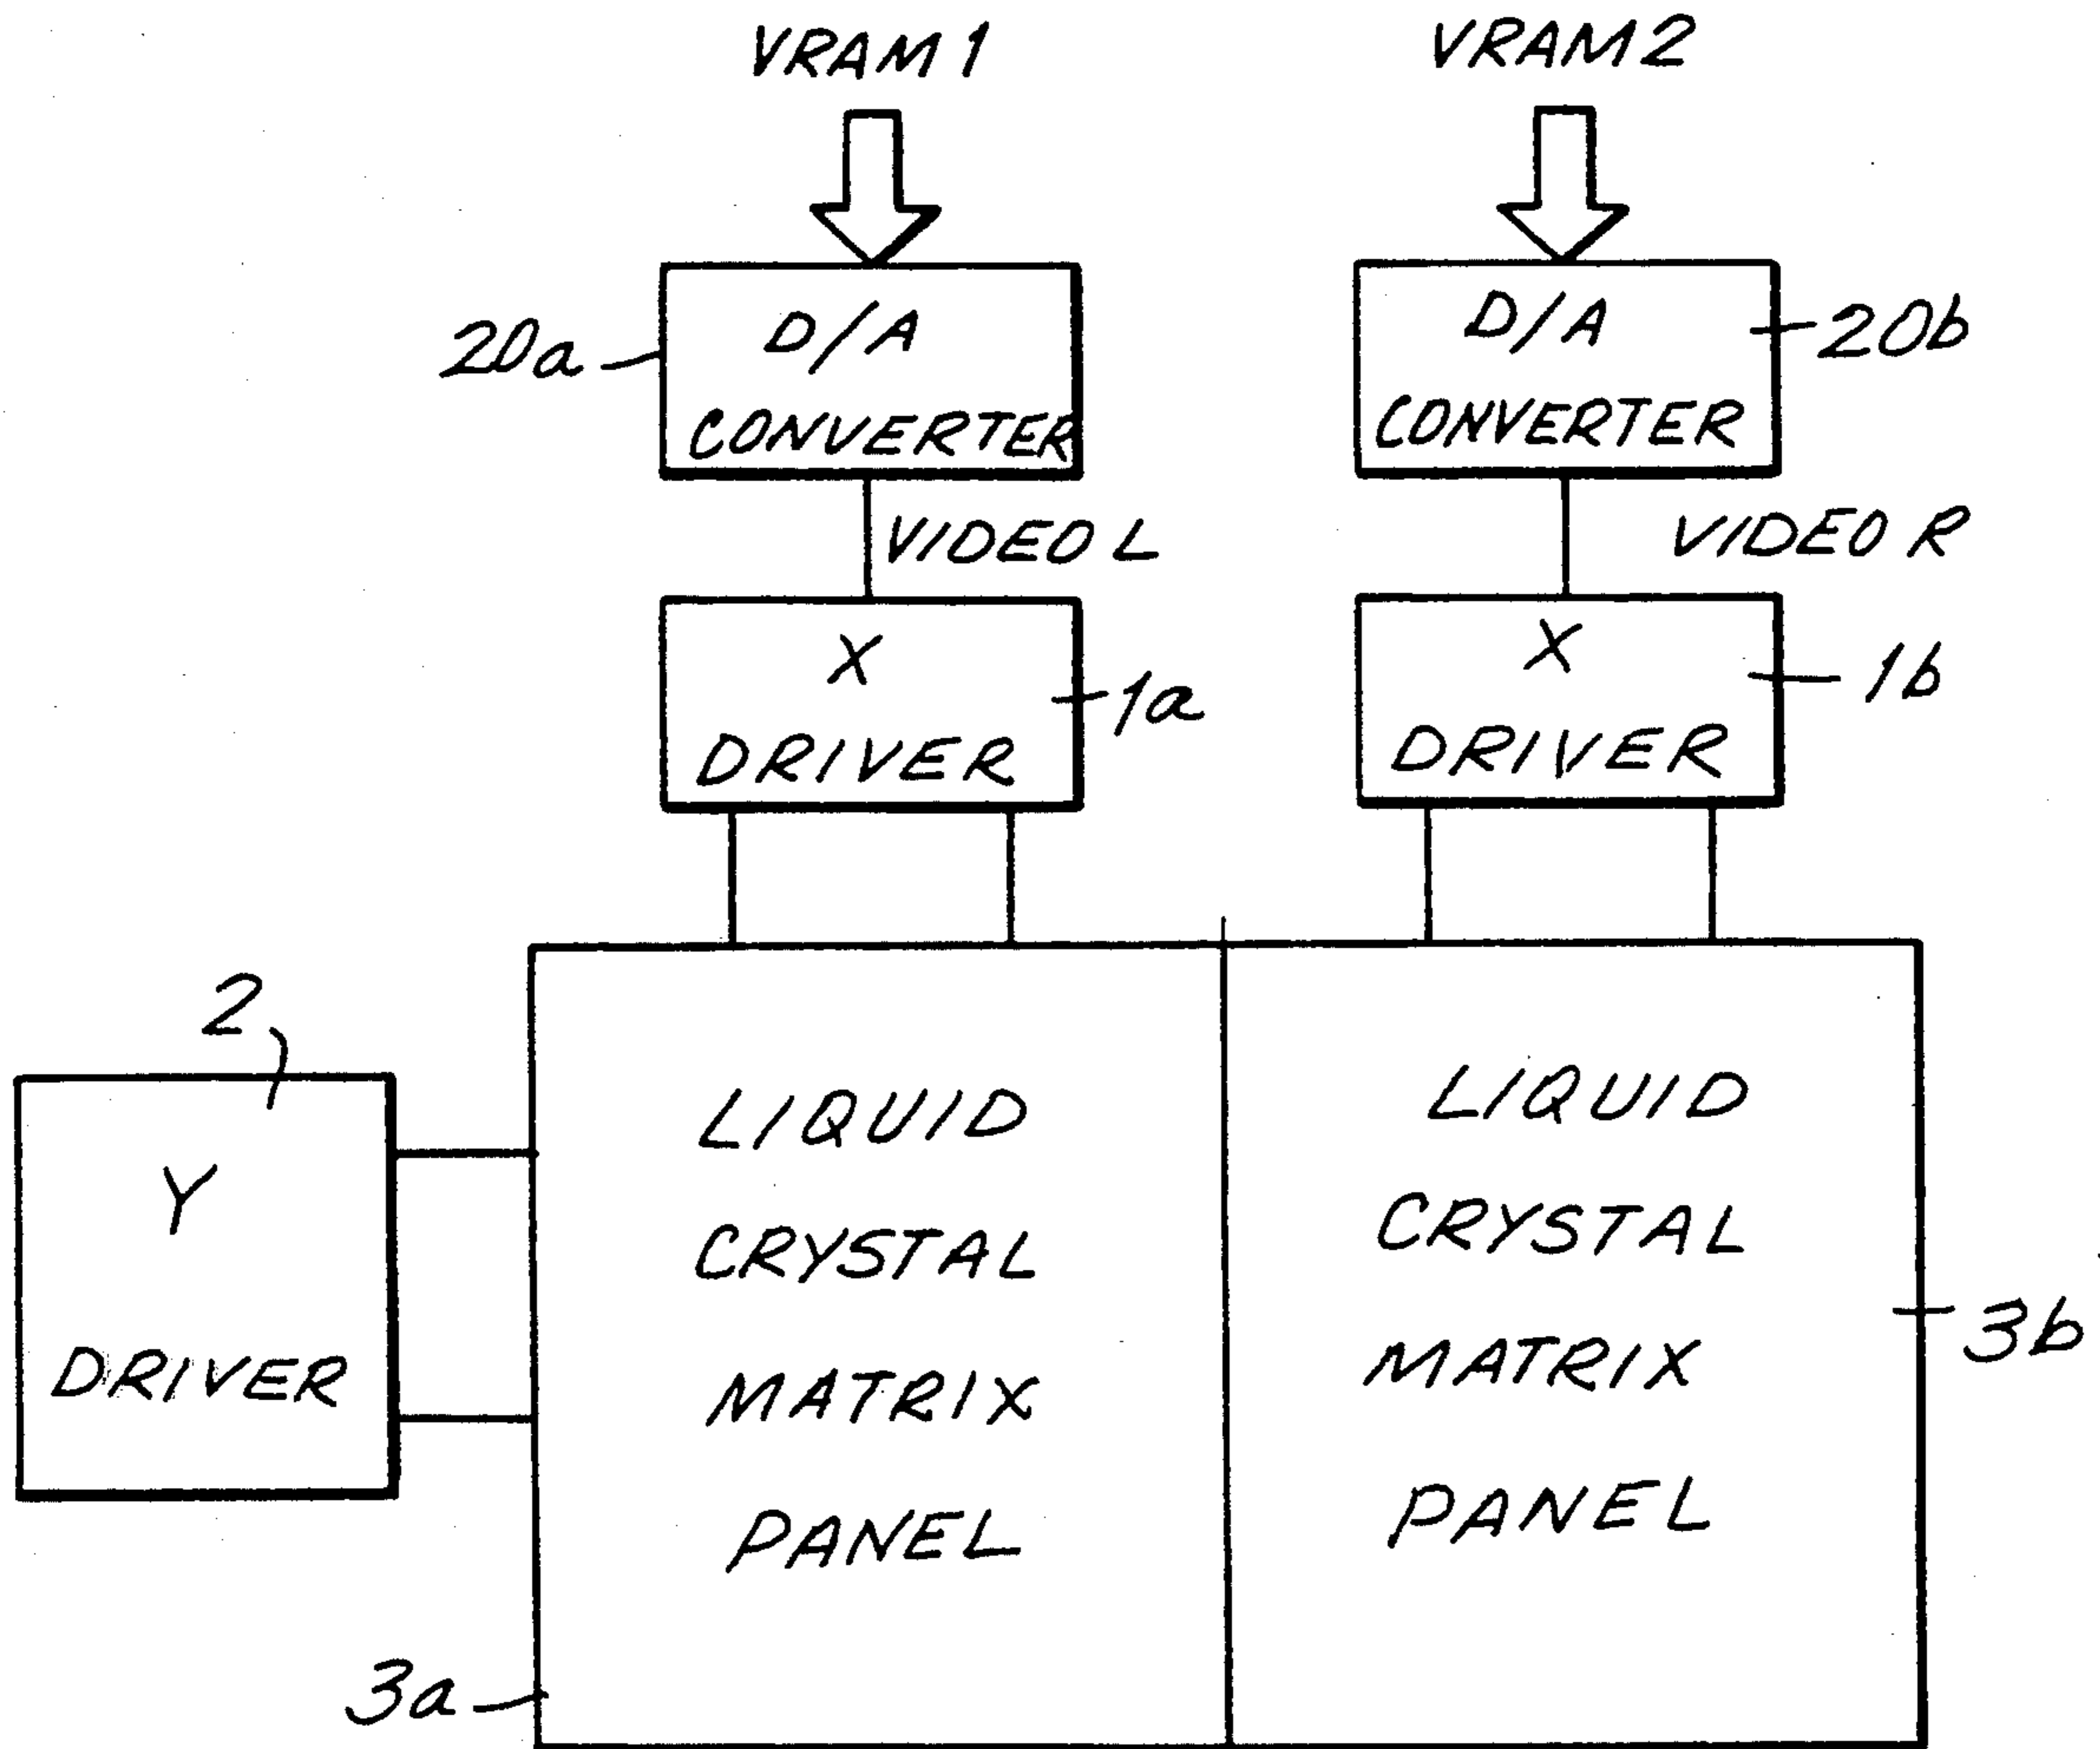 VRAM 1
VRAM 2
20a
D/A
CONVERTER
D/A
CONVERTER
20b
VIDEO L
VIDEO R
X
DRIVER
1a
X
DRIVER
1b
2
Y
DRIVER
LIQUID
CRYSTAL
MATRIX
PANEL
3a
LIQUID
CRYSTAL
MATRIX
PANEL
3b